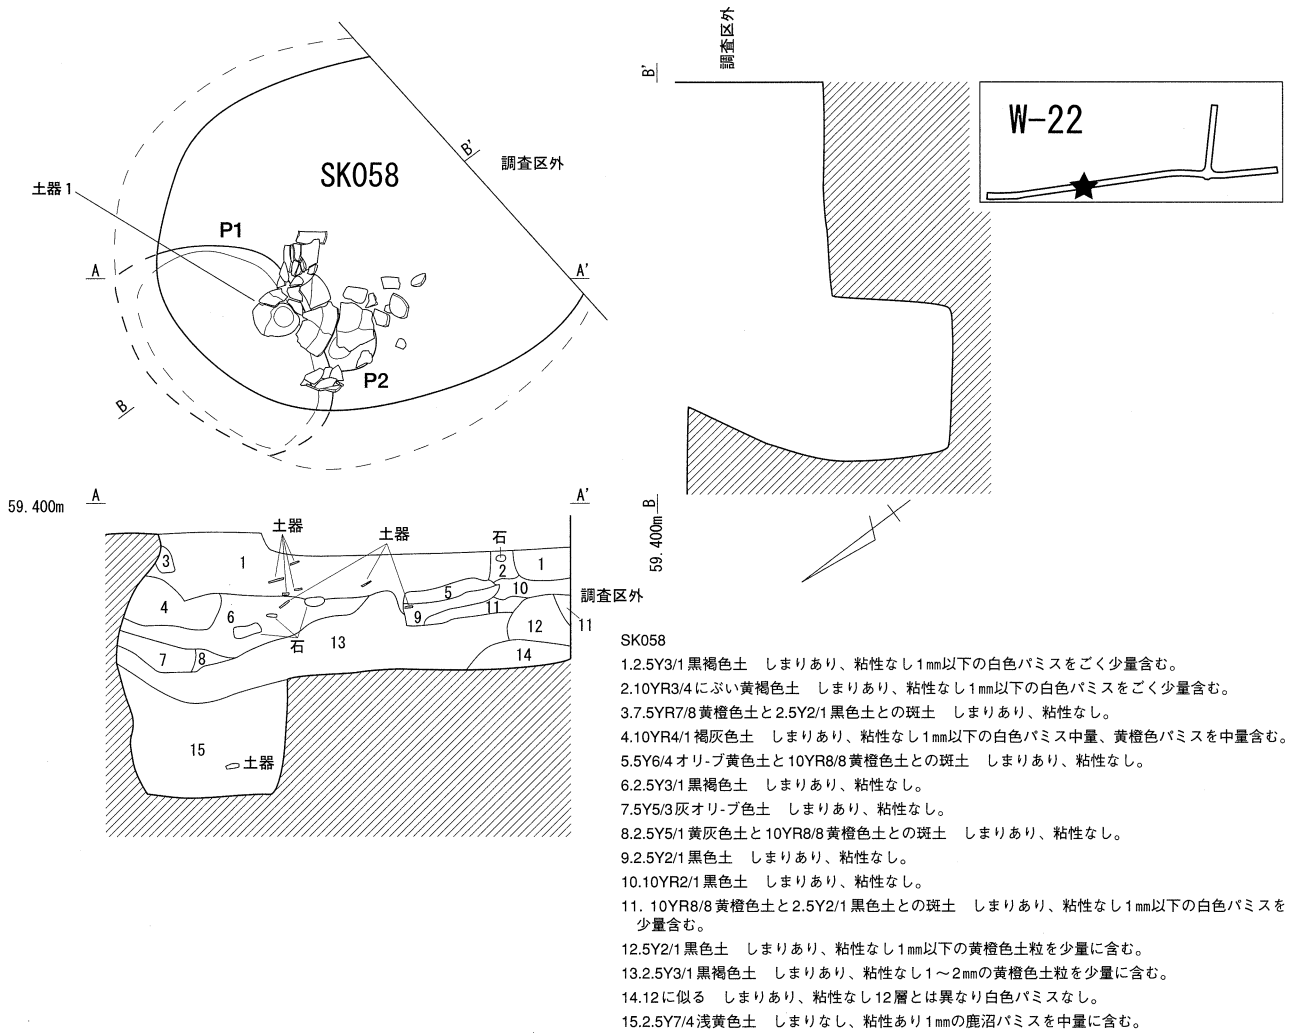 調査区外
B'
W-22
B'
調査区外
SK058
土器1
P1
A
A'
P2
B
59.400m
A
A'
B
59.400m
土器
土器
石
3
1
2
1
5
10
4
6
9
11
12
11
調査区外
石
13
7
8
14
15
土器
SK058
1.2.5Y3/1黒褐色土　しまりあり、粘性なし1㎜以下の白色パミスをごく少量含む。
2.10YR3/4にぶい黄褐色土　しまりあり、粘性なし1㎜以下の白色パミスをごく少量含む。
3.7.5YR7/8黄橙色土と2.5Y2/1黒色土との斑土　しまりあり、粘性なし。
4.10YR4/1褐灰色土　しまりあり、粘性なし1㎜以下の白色パミス中量、黄橙色パミスを中量含む。
5.5Y6/4オリｰブ黄色土と10YR8/8黄橙色土との斑土　しまりあり、粘性なし。
6.2.5Y3/1黒褐色土　しまりあり、粘性なし。
7.5Y5/3灰オリｰブ色土　しまりあり、粘性なし。
8.2.5Y5/1黄灰色土と10YR8/8黄橙色土との斑土　しまりあり、粘性なし。
9.2.5Y2/1黒色土　しまりあり、粘性なし。
10.10YR2/1黒色土　しまりあり、粘性なし。
11. 10YR8/8黄橙色土と2.5Y2/1黒色土との斑土　しまりあり、粘性なし1㎜以下の白色パミスを
少量含む。
12.5Y2/1黒色土　しまりあり、粘性なし1㎜以下の黄橙色土粒を少量に含む。
13.2.5Y3/1黒褐色土　しまりあり、粘性なし1～2㎜の黄橙色土粒を少量に含む。
14.12に似る　しまりあり、粘性なし12層とは異なり白色パミスなし。
15.2.5Y7/4浅黄色土　しまりなし、粘性あり1㎜の鹿沼パミスを中量に含む。